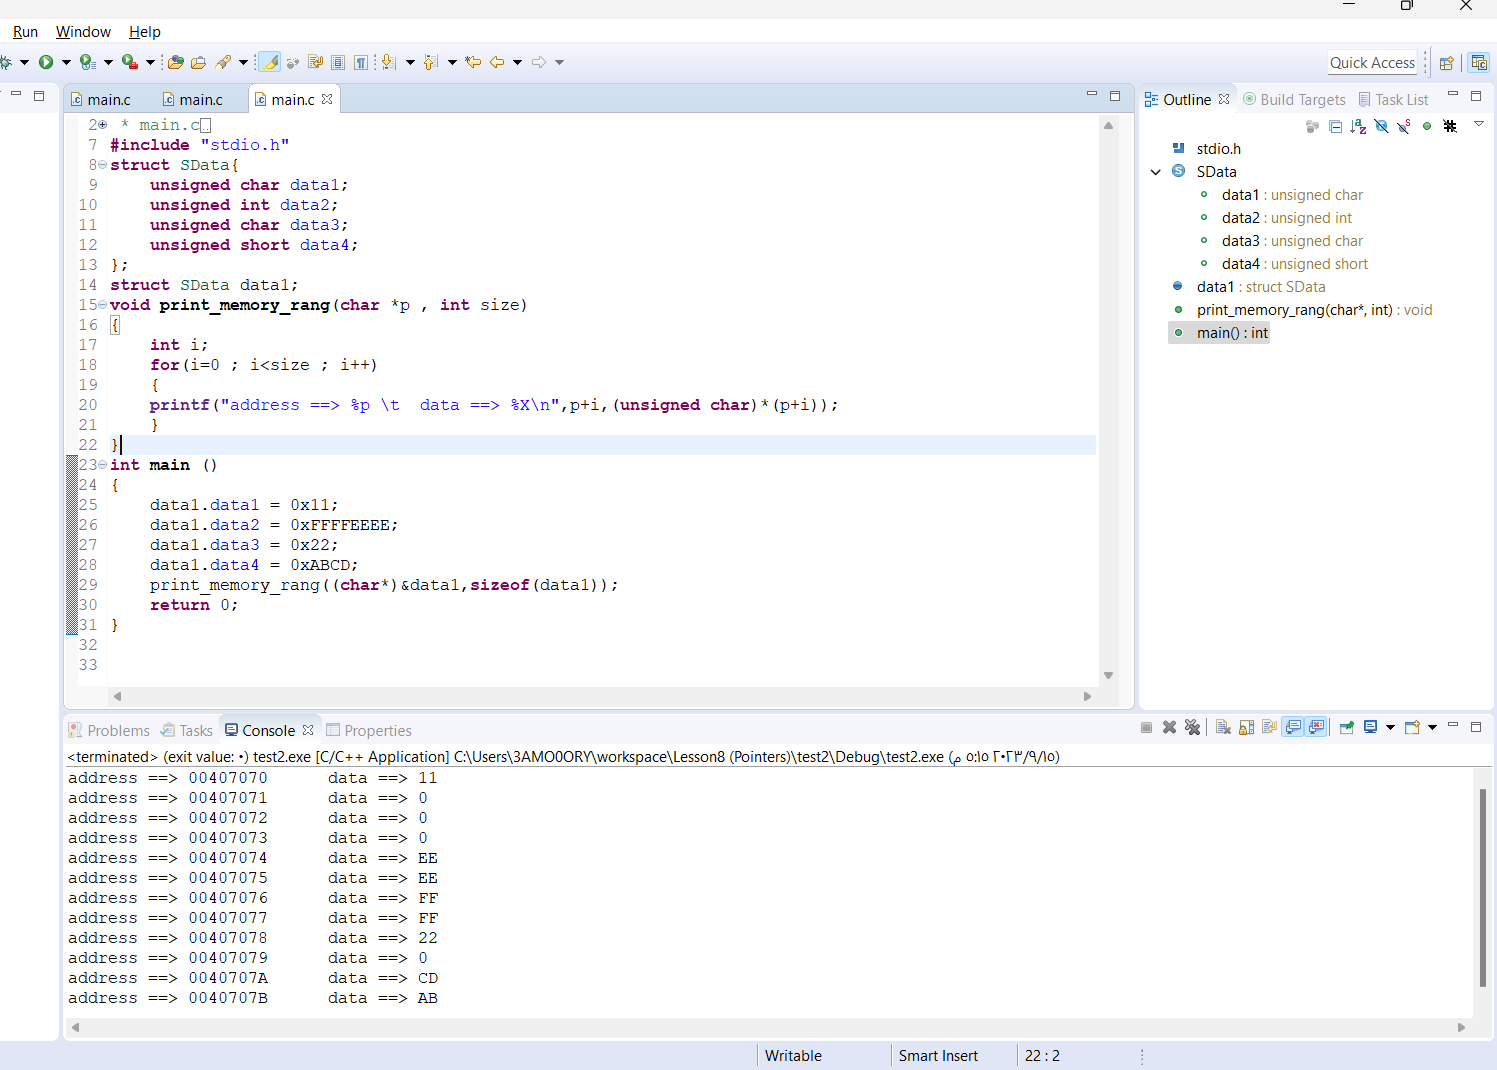 Run Window Help
Quick Access
main.c main.c main.c
Outline Build Targets Task List
2 * main.c
7 #include "stdio.h"
8 struct SData{
9 unsigned char data1;
10 unsigned int data2;
11 unsigned char data3;
12 unsigned short data4;
13 };
14 struct SData data1;
15 void print_memory_rang(char *p , int size)
16 {
17 int i;
18 for(i=0 ; i<size ; i++)
19 {
20 printf("address ==> %p \t  data ==> %X\n",p+i,(unsigned char)*(p+i));
21 }
22 }
23 int main ()
24 {
25 data1.data1 = 0x11;
26 data1.data2 = 0xFFFFEEEE;
27 data1.data3 = 0x22;
28 data1.data4 = 0xABCD;
29 print_memory_rang((char*)&data1,sizeof(data1));
30 return 0;
31 }
32
33
stdio.h
SData
data1 : unsigned char
data2 : unsigned int
data3 : unsigned char
data4 : unsigned short
data1 : struct SData
print_memory_rang(char*, int) : void
main() : int
Problems Tasks Console Properties
<terminated> (exit value: ٠) test2.exe [C/C++ Application] C:\Users\3AMO0ORY\workspace\Lesson8 (Pointers)\test2\Debug\test2.exe (٢٠٢٣/٩/١٥ ٥:١٥ م)
address ==> 00407070 data ==> 11
address ==> 00407071 data ==> 0
address ==> 00407072 data ==> 0
address ==> 00407073 data ==> 0
address ==> 00407074 data ==> EE
address ==> 00407075 data ==> EE
address ==> 00407076 data ==> FF
address ==> 00407077 data ==> FF
address ==> 00407078 data ==> 22
address ==> 00407079 data ==> 0
address ==> 0040707A data ==> CD
address ==> 0040707B data ==> AB
Writable Smart Insert 22 : 2